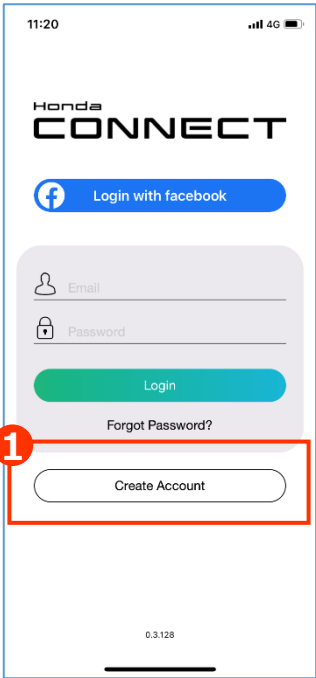 11:20
4G
Honda
CONNECT
Login with facebook
Email
Password
Login
Forgot Password?
1
Create Account
0.3.128